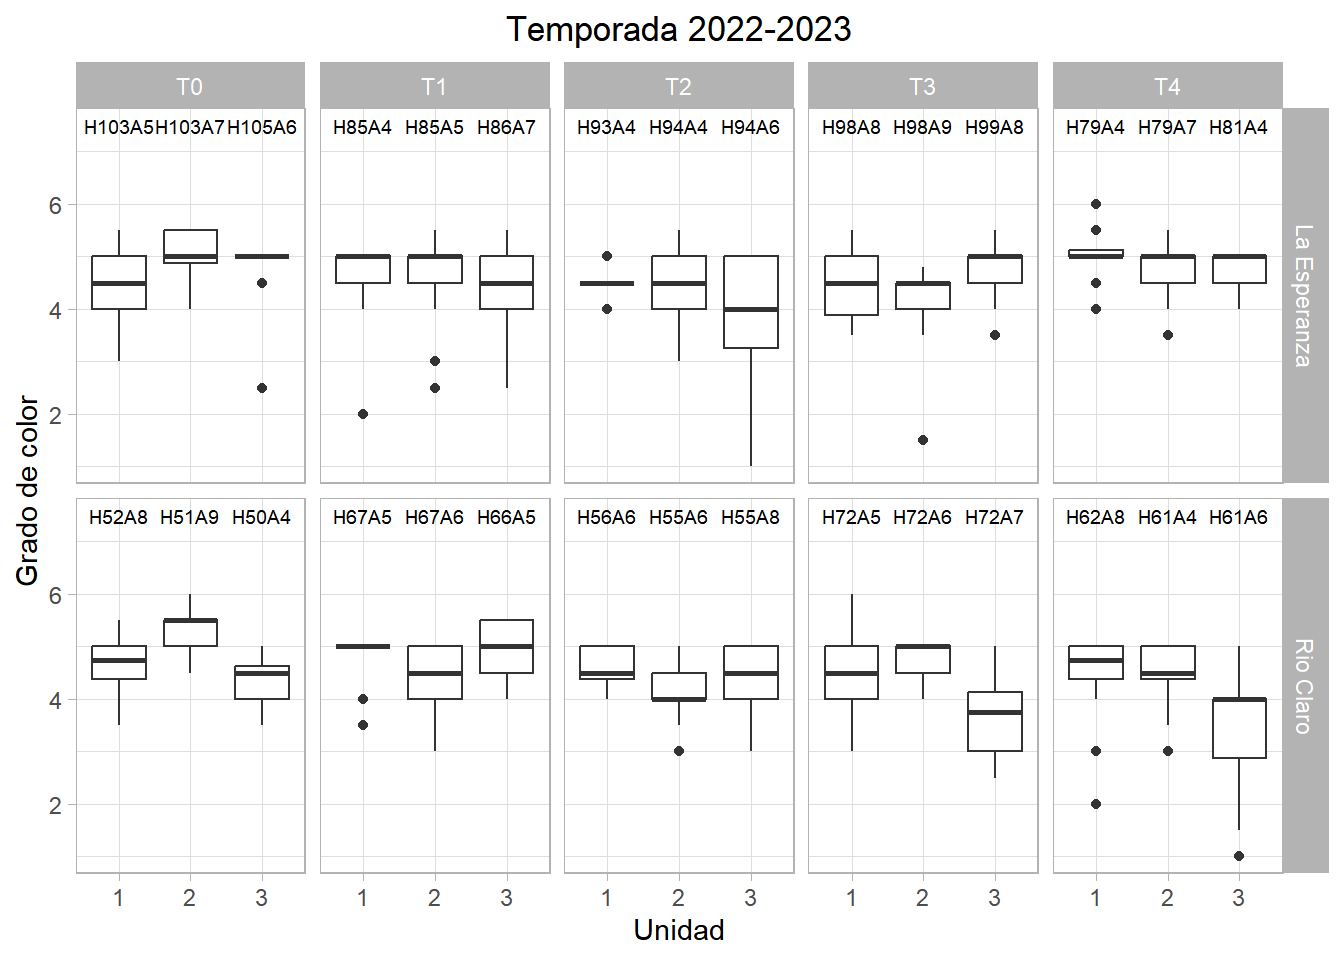 Temporada 2022-2023
T0 T1 T2 T3 T4
H103A5 H103A7 H105A6 H85A4 H85A5 H86A7 H93A4 H94A4 H94A6 H98A8 H98A9 H99A8 H79A4 H79A7 H81A4
6
4
2
La Esperanza
Grado de color
H52A8 H51A9 H50A4 H67A5 H67A6 H66A5 H56A6 H55A6 H55A8 H72A5 H72A6 H72A7 H62A8 H61A4 H61A6
6
4
2
Rio Claro
1 2 3 1 2 3 1 2 3 1 2 3 1 2 3
Unidad